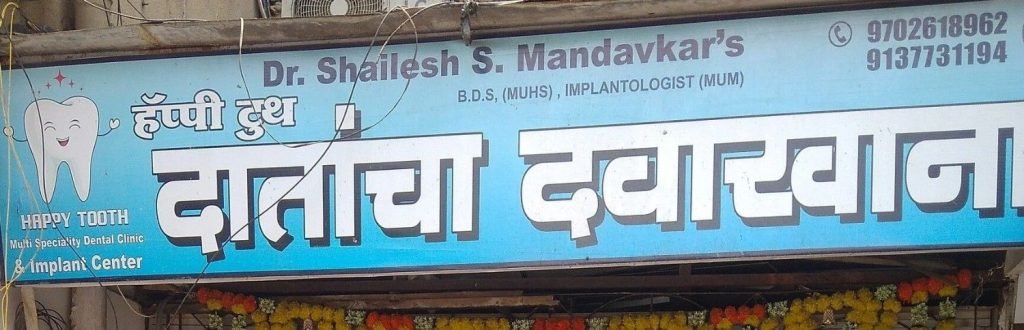 Dr. Shailesh S. Mandavkar's
B.D.S, (MUHS) , IMPLANTOLOGIST (MUM)
9702618962
9137731194
हॅप्पी टुथ
दातांचा दवाखाना
HAPPY TOOTH
Multi Speciality Dental Clinic
& Implant Center